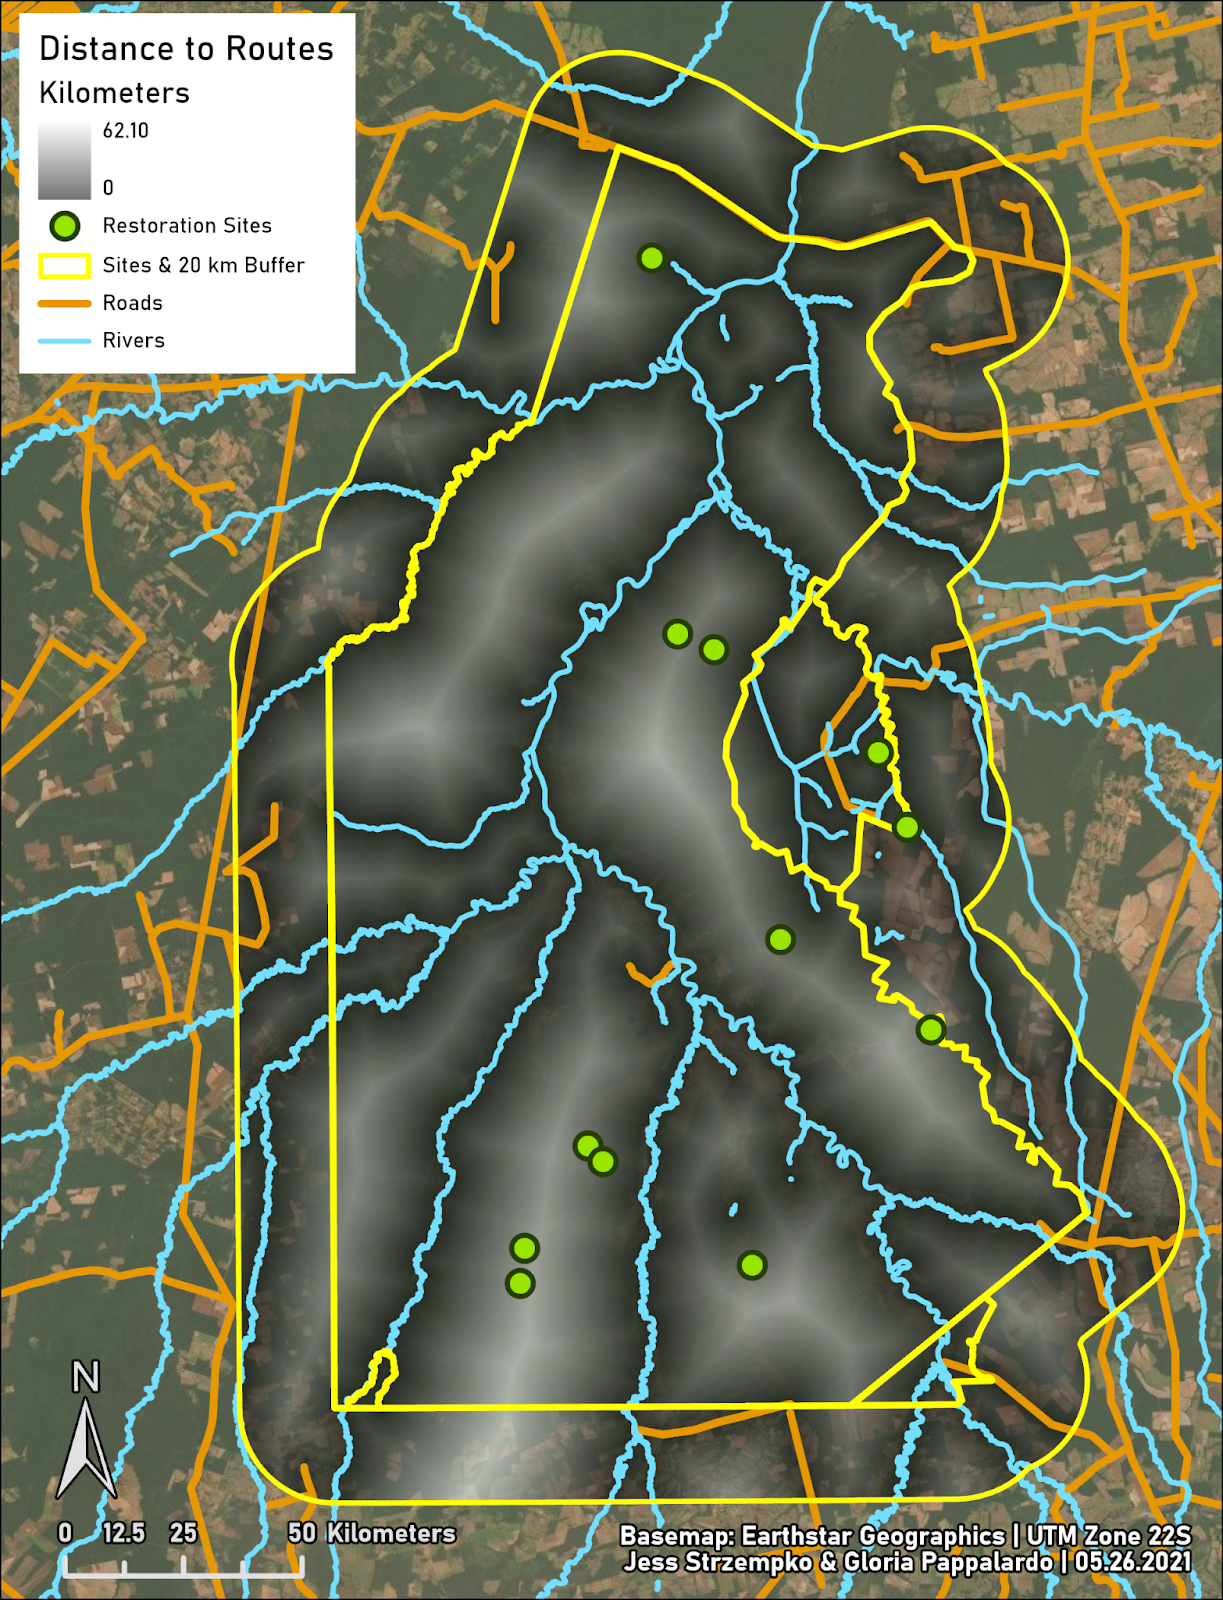 Distance to Routes
Kilometers
62.10
0
Restoration Sites
Sites & 20 km Buffer
Roads
Rivers
N
0 12.5 25 50 Kilometers
Basemap: Earthstar Geographics | UTM Zone 22S
Jess Strzempko & Gloria Pappalardo | 05.26.2021